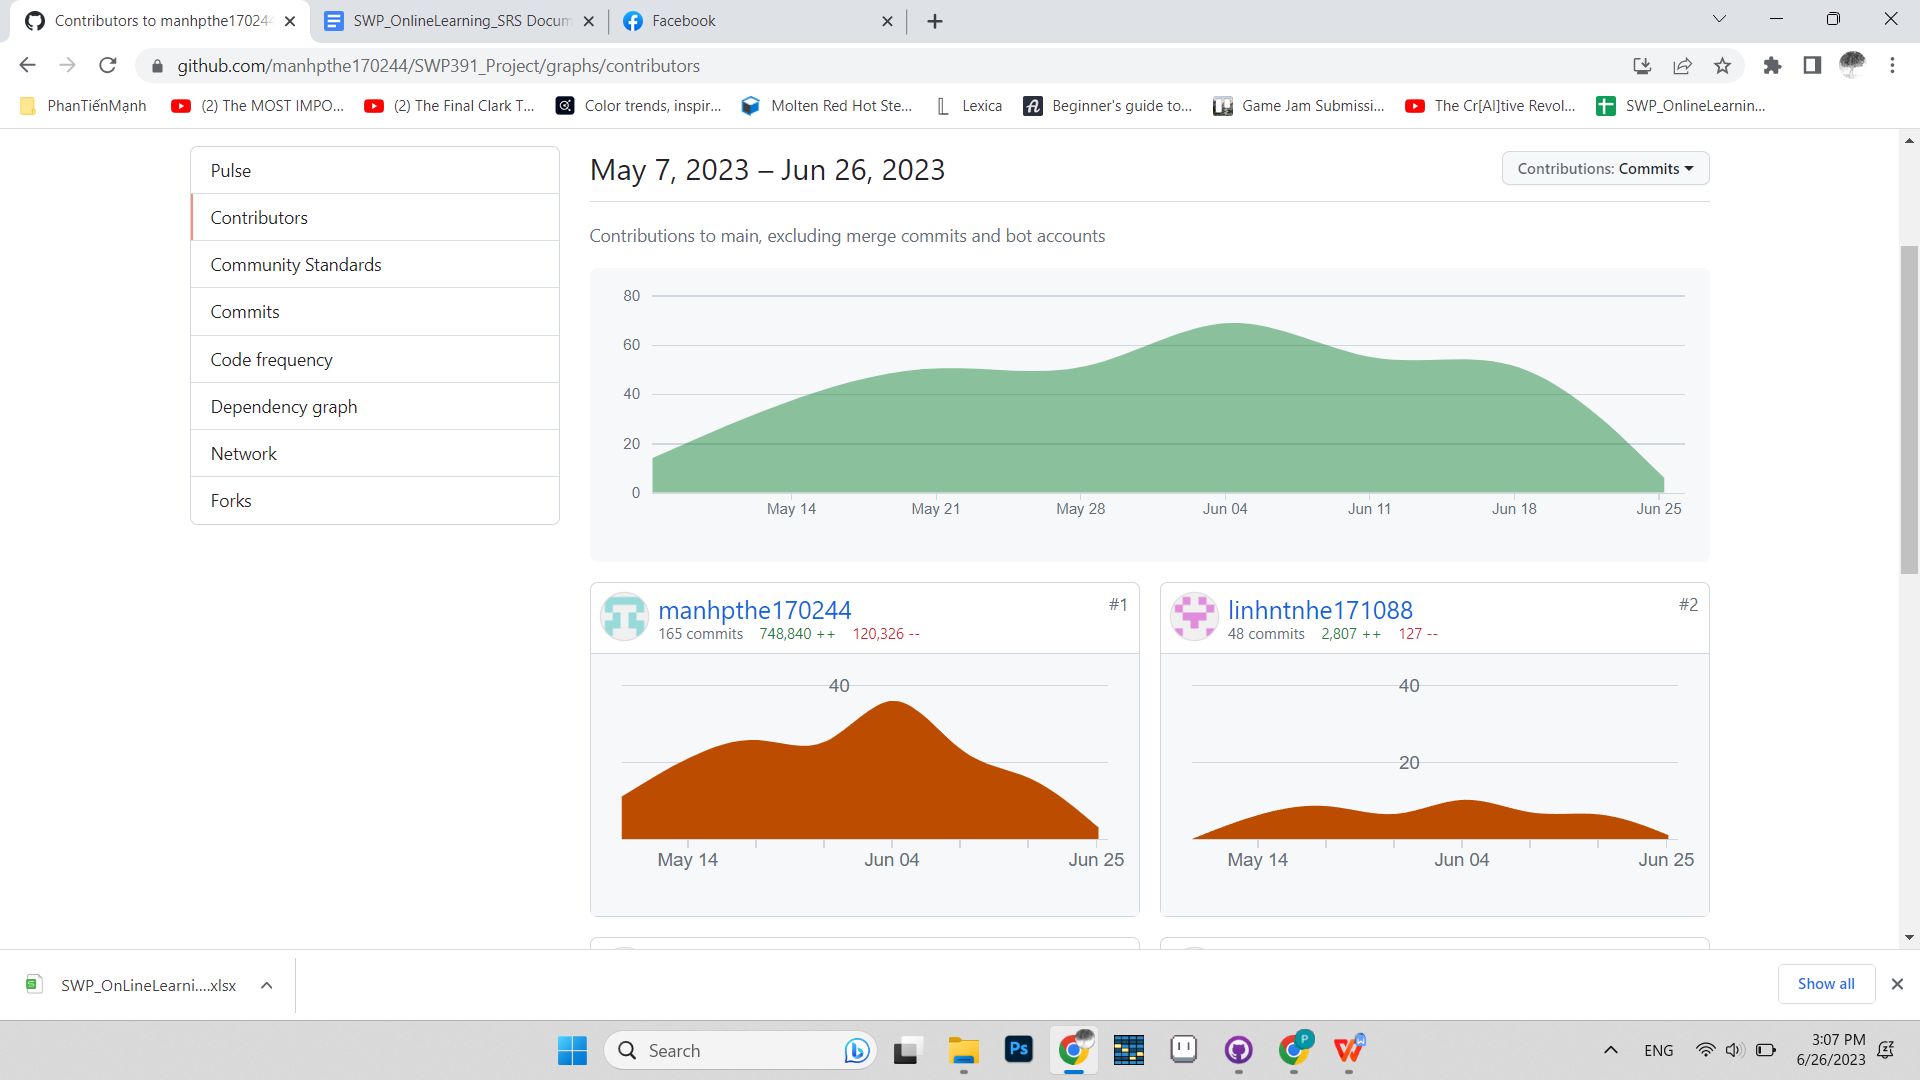 Contributors to manhpthe170244
SWP_OnlineLearning_SRS Docum
Facebook
github.com/manhpthe170244/SWP391_Project/graphs/contributors
PhanTiếnMạnh
(2) The MOST IMPO...
(2) The Final Clark T...
Color trends, inspir...
Molten Red Hot Ste...
Lexica
Beginner's guide to...
Game Jam Submissi...
The Cr[AI]tive Revol...
SWP_OnlineLearnin...
Pulse
Contributors
Community Standards
Commits
Code frequency
Dependency graph
Network
Forks
May 7, 2023 – Jun 26, 2023
Contributions: Commits
Contributions to main, excluding merge commits and bot accounts
80
60
40
20
0
May 14 May 21 May 28 Jun 04 Jun 11 Jun 18 Jun 25
manhpthe170244 #1
165 commits 748,840 ++ 120,326 --
40
May 14 Jun 04 Jun 25
linhntnhe171088 #2
48 commits 2,807 ++ 127 --
40
20
May 14 Jun 04 Jun 25
SWP_OnLineLearni....xlsx
Show all
Search
Ps
P
ENG
3:07 PM
6/26/2023